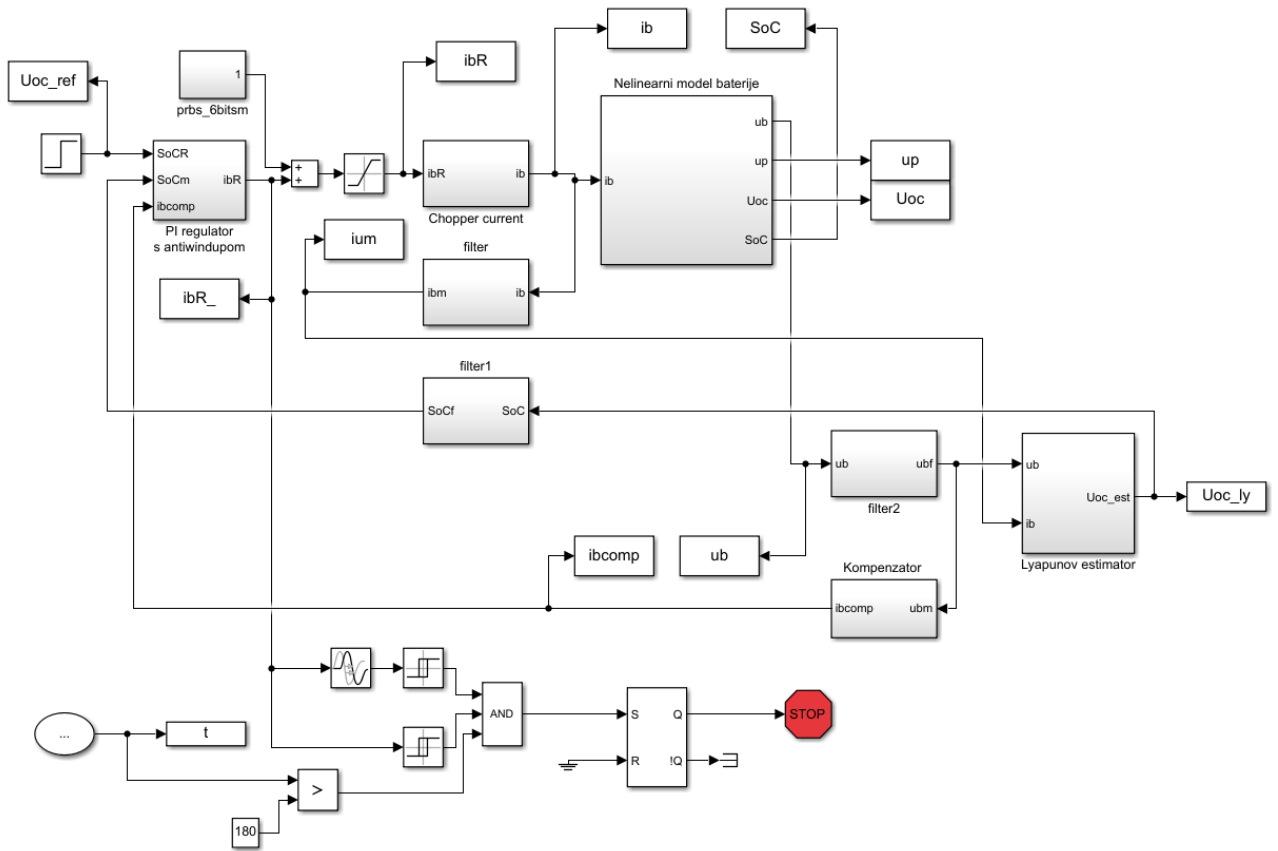 ib
SoC
ibR
Uoc_ref
1
prbs_6bitsm
Nelinearni model baterije
ub
up
Uoc
SoC
ib
up
Uoc
SoCR
SoCm
ibcomp
ibR
PI regulator
s antiwindupom
+
+
ibR
ib
Chopper current
ium
filter
ibm
ib
ibR_
filter1
SoCf
SoC
ub
ubf
filter2
ub
ib
Uoc_est
Lyapunov estimator
Uoc_ly
ibcomp
ub
Kompenzator
ibcomp
ubm
AND
S
R
Q
!Q
STOP
...
t
>
180